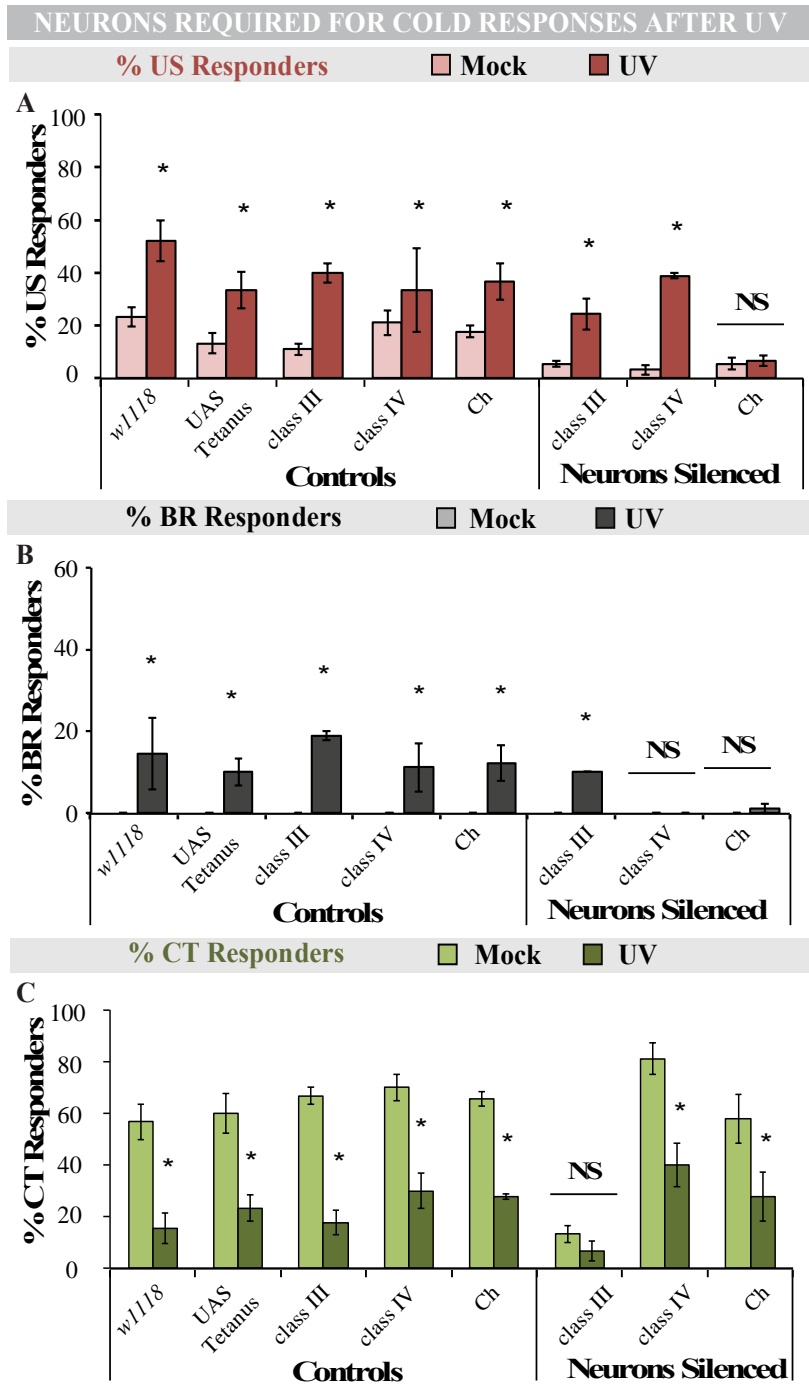 NEURONS REQUIRED FOR COLD RESPONSES AFTER UV
% US Responders Mock UV
A
% US Responders
100
80
60
40
20
0
* * * * * * * NS
w1118 UAS Tetanus class III class IV Ch class III class IV Ch
Controls Neurons Silenced
% BR Responders Mock UV
B
% BR Responders
60
40
20
0
* * * * * * NS NS
w1118 UAS Tetanus class III class IV Ch class III class IV Ch
Controls Neurons Silenced
% CT Responders Mock UV
C
% CT Responders
100
80
60
40
20
0
* * * * * NS * *
w1118 UAS Tetanus class III class IV Ch class III class IV Ch
Controls Neurons Silenced